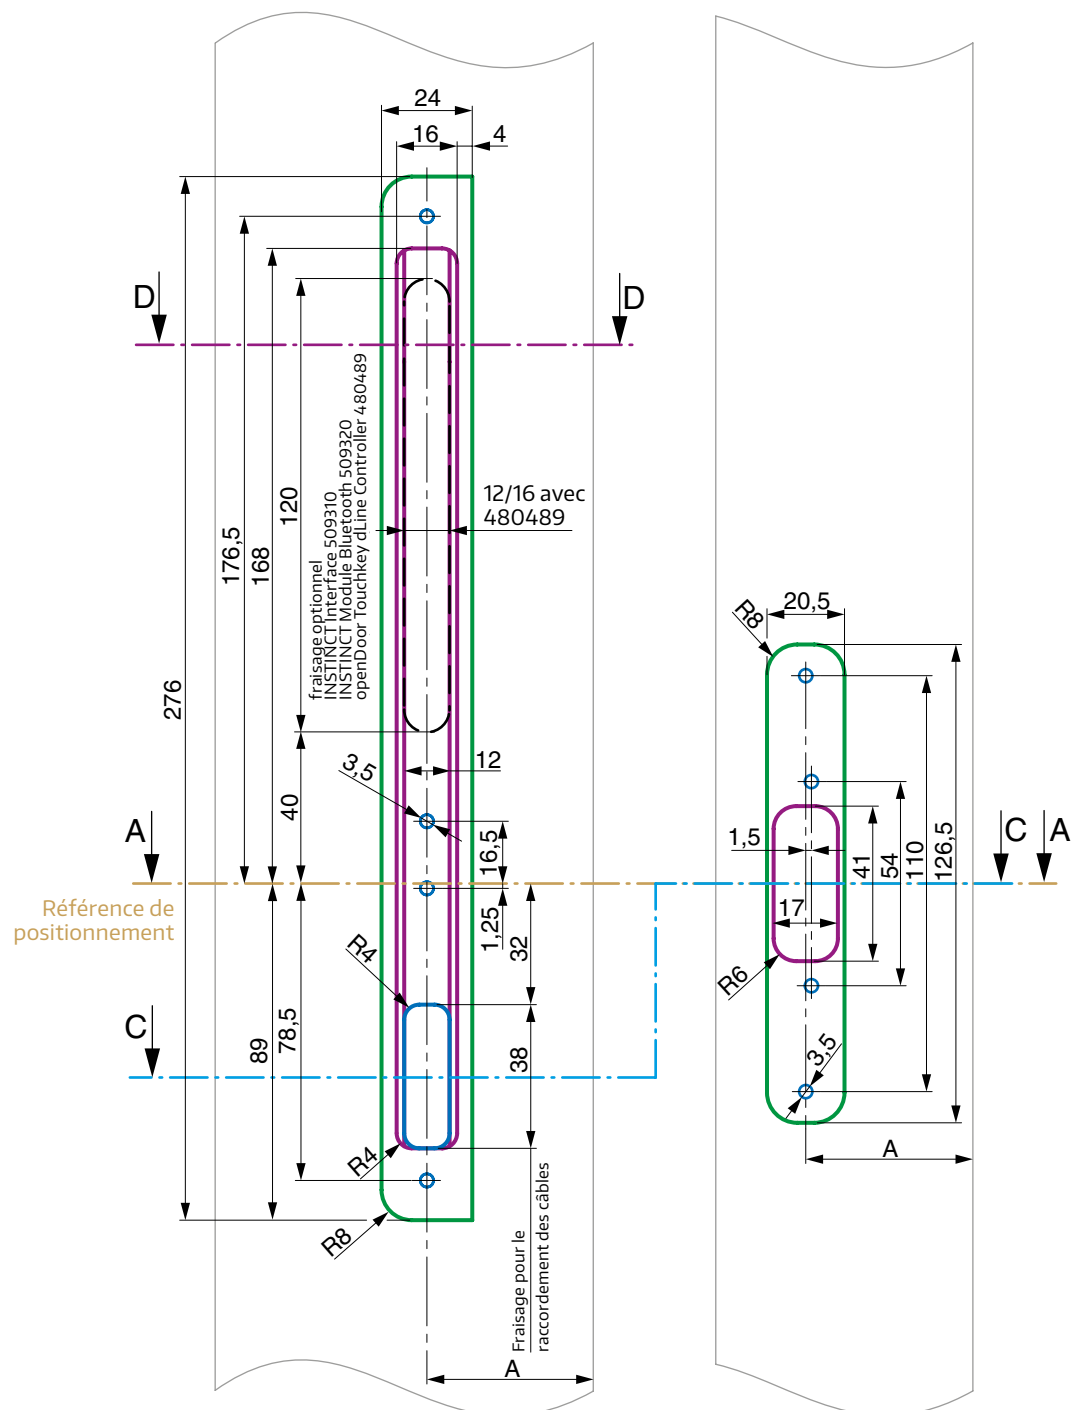 24
16
4
276
176,5
168
120
D
D
fraisage optionnel
INSTINCT Interface 509310
INSTINCT Module Bluetooth 509320
openDoor Touchkey dLine Controller 480489
12/16 avec
480489
3,5
12
40
16,5
A
Référence de
positionnement
1,25
32
R4
C
89
78,5
38
R4
R8
Fraisage pour le
raccordement des câbles
A
R8
20,5
1,5
41
54
110
126,5
C
A
17
R6
3,5
A